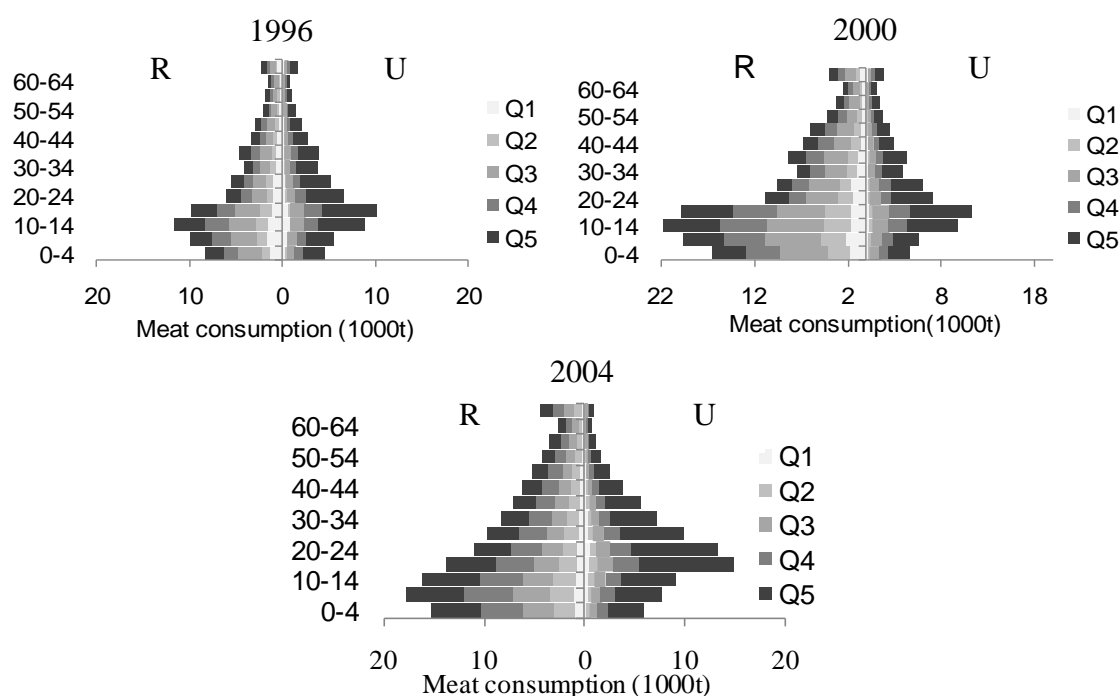 1996
R U
60-64
50-54
40-44
30-34
20-24
10-14
0-4
Q1
Q2
Q3
Q4
Q5
20 10 0 10 20
Meat consumption (1000t)
2000
R U
60-64
50-54
40-44
30-34
20-24
10-14
0-4
Q1
Q2
Q3
Q4
Q5
22 12 2 8 18
Meat consumption(1000t)
2004
R U
60-64
50-54
40-44
30-34
20-24
10-14
0-4
Q1
Q2
Q3
Q4
Q5
20 10 0 10 20
Meat consumption (1000t)